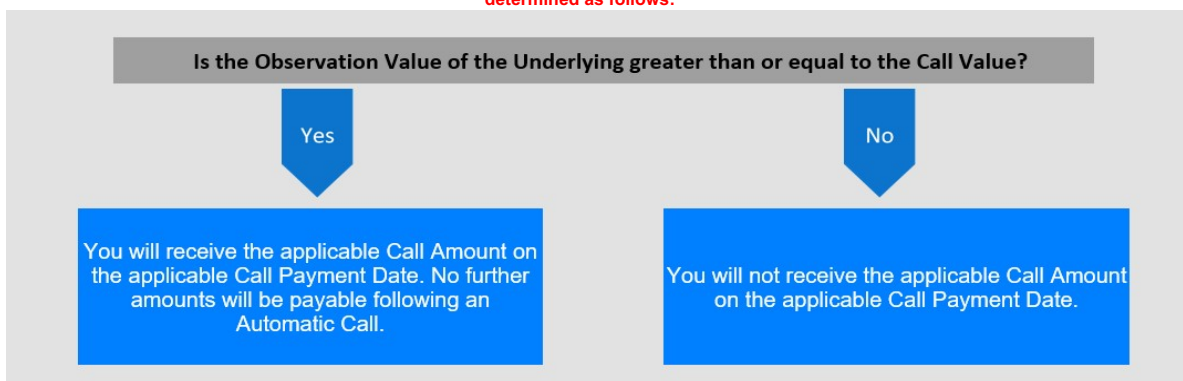 determined as follows:
Is the Observation Value of the Underlying greater than or equal to the Call Value?
Yes
No
You will receive the applicable Call Amount on
the applicable Call Payment Date. No further
amounts will be payable following an
Automatic Call.
You will not receive the applicable Call Amount
on the applicable Call Payment Date.